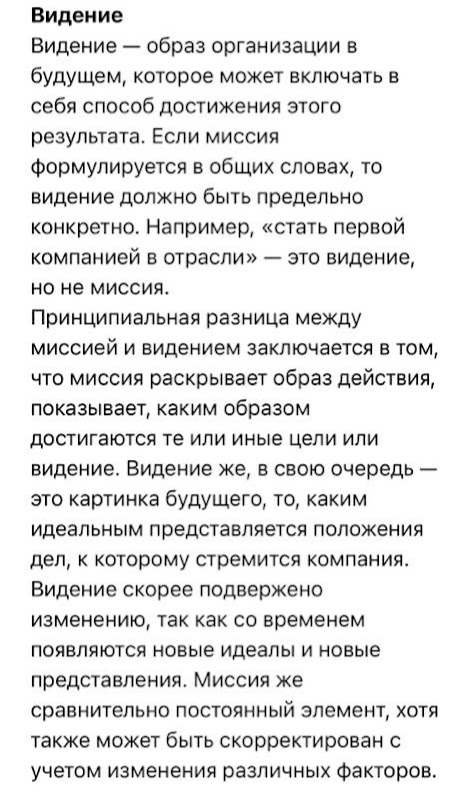 Видение
Видение — образ организации в
будущем, которое может включать в
себя способ достижения этого
результата. Если миссия
формулируется в общих словах, то
видение должно быть предельно
конкретно. Например, «стать первой
компанией в отрасли» — это видение,
но не миссия.
Принципиальная разница между
миссией и видением заключается в том,
что миссия раскрывает образ действия,
показывает, каким образом
достигаются те или иные цели или
видение. Видение же, в свою очередь —
это картинка будущего, то, каким
идеальным представляется положения
дел, к которому стремится компания.
Видение скорее подвержено
изменению, так как со временем
появляются новые идеалы и новые
представления. Миссия же
сравнительно постоянный элемент, хотя
также может быть скорректирован с
учетом изменения различных факторов.